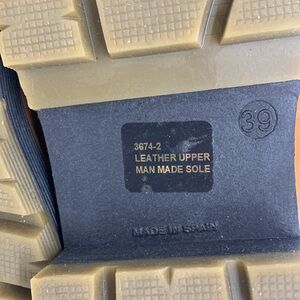 39
3674-2
LEATHER UPPER
MAN MADE SOLE
MADE IN SPAIN